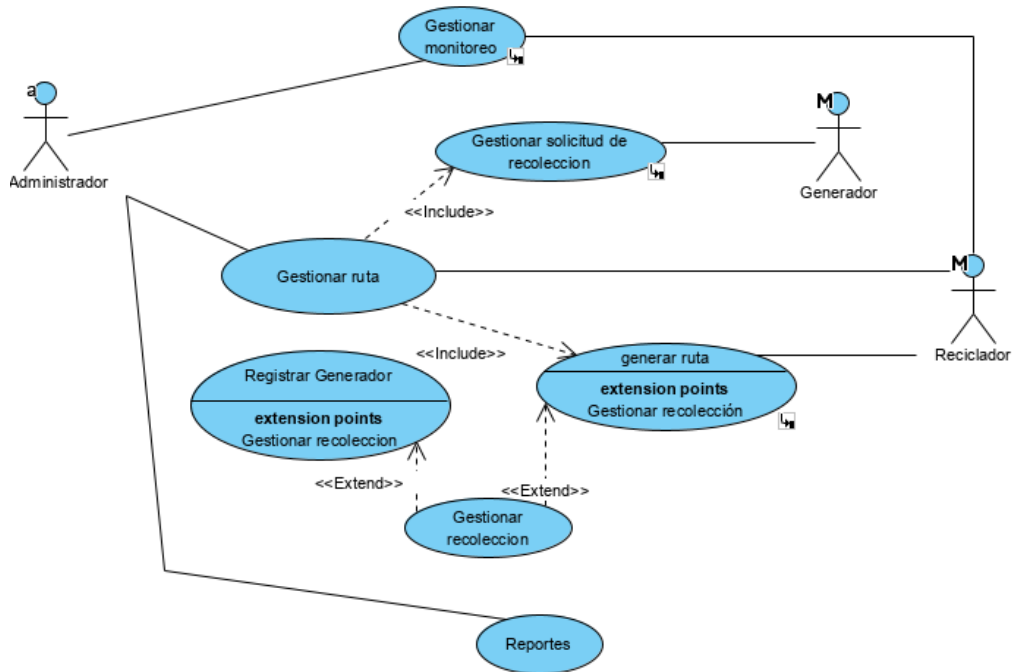 Gestionar
monitoreo
a
Administrador
M
Gestionar solicitud de
recoleccion
Generador
<<Include>>
Gestionar ruta
M
Reciclador
<<Include>>
generar ruta
extension points
Gestionar recolección
Registrar Generador
extension points
Gestionar recoleccion
<<Extend>>
<<Extend>>
Gestionar
recoleccion
Reportes